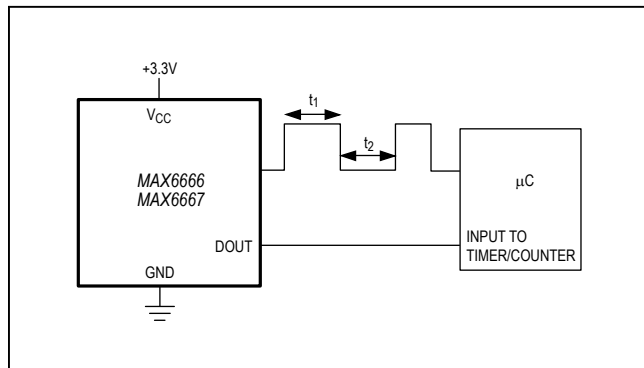 +3.3V
t1
VCC
t2
MAX6666
MAX6667
μC
DOUT
INPUT TO
TIMER/COUNTER
GND